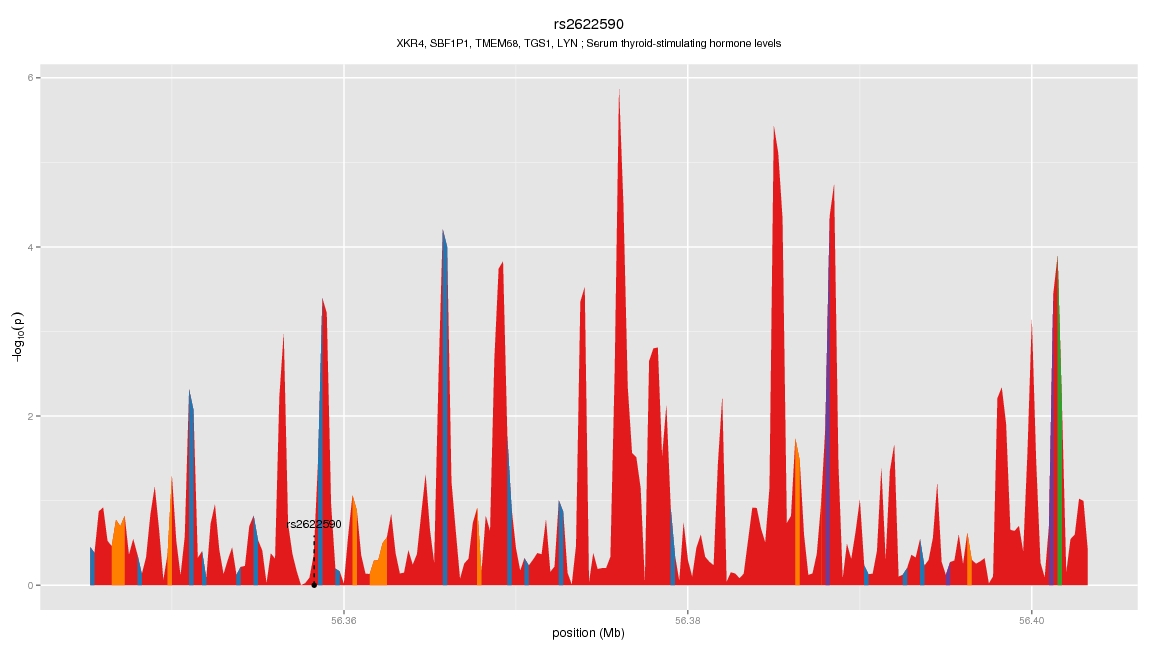 rs2622590
XKR4, SBF1P1, TMEM68, TGS1, LYN ; Serum thyroid-stimulating hormone levels
6
4
2
0
−log10(p)
rs2622590
56.36
56.38
56.40
position (Mb)